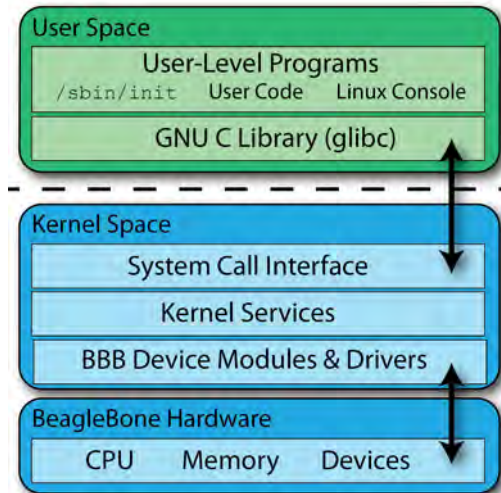 User Space
User-Level Programs
/sbin/init User Code Linux Console
GNU C Library (glibc)
Kernel Space
System Call Interface
Kernel Services
BBB Device Modules & Drivers
BeagleBone Hardware
CPU Memory Devices